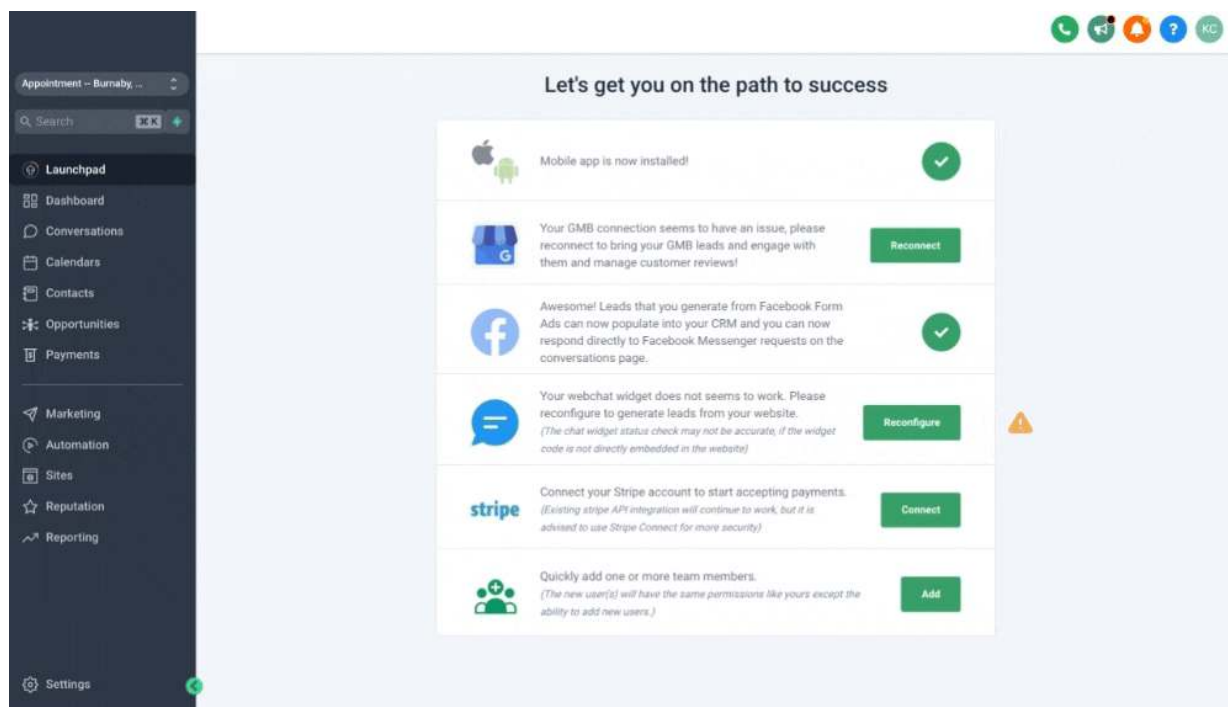 KC
Appointment -- Burnaby, ...
Search
⌘ K
Launchpad
Dashboard
Conversations
Calendars
Contacts
Opportunities
Payments
Marketing
Automation
Sites
Reputation
Reporting
Settings
Let's get you on the path to success
Mobile app is now installed!
Your GMB connection seems to have an issue, please
reconnect to bring your GMB leads and engage with
them and manage customer reviews!
Reconnect
G
Awesome! Leads that you generate from Facebook Form
Ads can now populate into your CRM and you can now
respond directly to Facebook Messenger requests on the
conversations page.
Your webchat widget does not seems to work. Please
reconfigure to generate leads from your website.
(The chat widget status check may not be accurate, if the widget
code is not directly embedded in the website)
Reconfigure
stripe
Connect your Stripe account to start accepting payments.
(Existing stripe API integration will continue to work, but it is
advised to use Stripe Connect for more security)
Connect
Quickly add one or more team members.
(The new user(s) will have the same permissions like yours except the
ability to add new users.)
Add